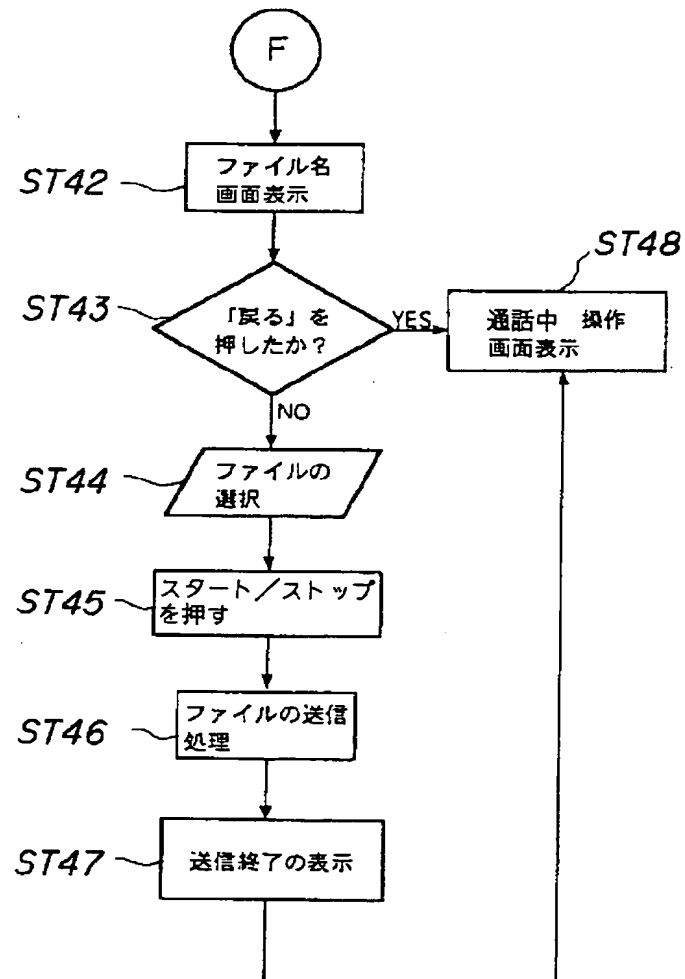 F
ST42
ファイル名
画面表示
ST43
「戻る」を
押したか?
YES
ST48
通話中 操作
画面表示
NO
ST44
ファイルの
選択
ST45
スタート/ストップ
を押す
ST46
ファイルの送信
処理
ST47
送信終了の表示